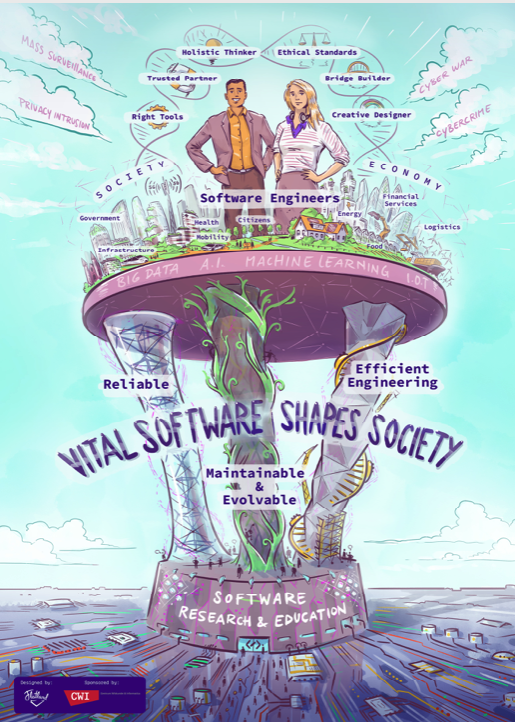 MASS SURVEILLANCE
PRIVACY INTRUSION
CYBER WAR
CYBERCRIME
Holistic Thinker
Ethical Standards
Trusted Partner
Bridge Builder
Right Tools
Creative Designer
SOCIETY
ECONOMY
Software Engineers
Government
Health
Citizens
Mobility
Infrastructure
Energy
Financial
Services
Logistics
Food
BIG DATA A.I. MACHINE LEARNING I.O.T.
Reliable
Efficient
Engineering
VITAL SOFTWARE SHAPES SOCIETY
Maintainable
&
Evolvable
SOFTWARE
RESEARCH & EDUCATION
Designed by:
Sponsored by:
CWI